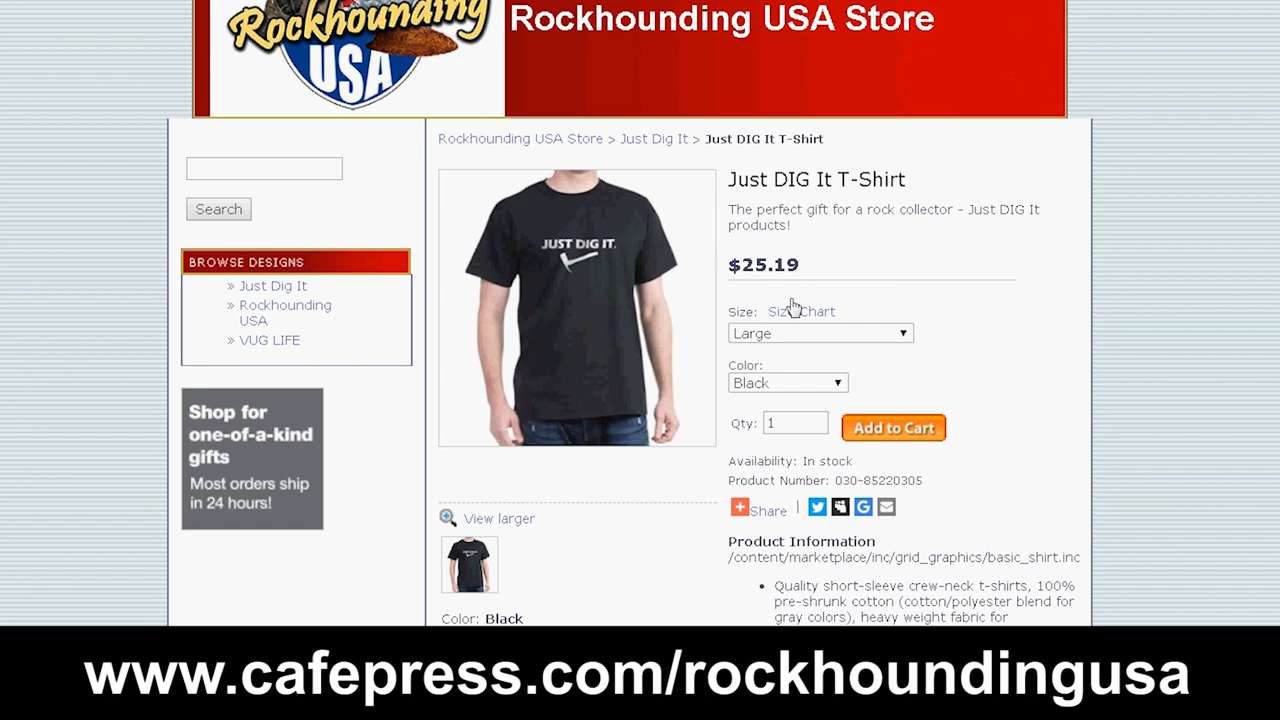 Rockhounding
USA
Rockhounding USA Store
Search
BROWSE DESIGNS
» Just Dig It
» Rockhounding
USA
» VUG LIFE
Shop for
one-of-a-kind
gifts
Most orders ship
in 24 hours!
Rockhounding USA Store > Just Dig It > Just DIG It T-Shirt
JUST DIG IT.
View larger
Color: Black
Just DIG It T-Shirt
The perfect gift for a rock collector - Just DIG It
products!
$25.19
Size: Size Chart
Large
Color:
Black
Qty: 1 Add to Cart
Availability: In stock
Product Number: 030-85220305
Share |
Product Information
/content/marketplace/inc/grid_graphics/basic_shirt.inc
• Quality short-sleeve crew-neck t-shirts, 100%
pre-shrunk cotton (cotton/polyester blend for
gray colors), heavy weight fabric for
www.cafepress.com/rockhoundingusa